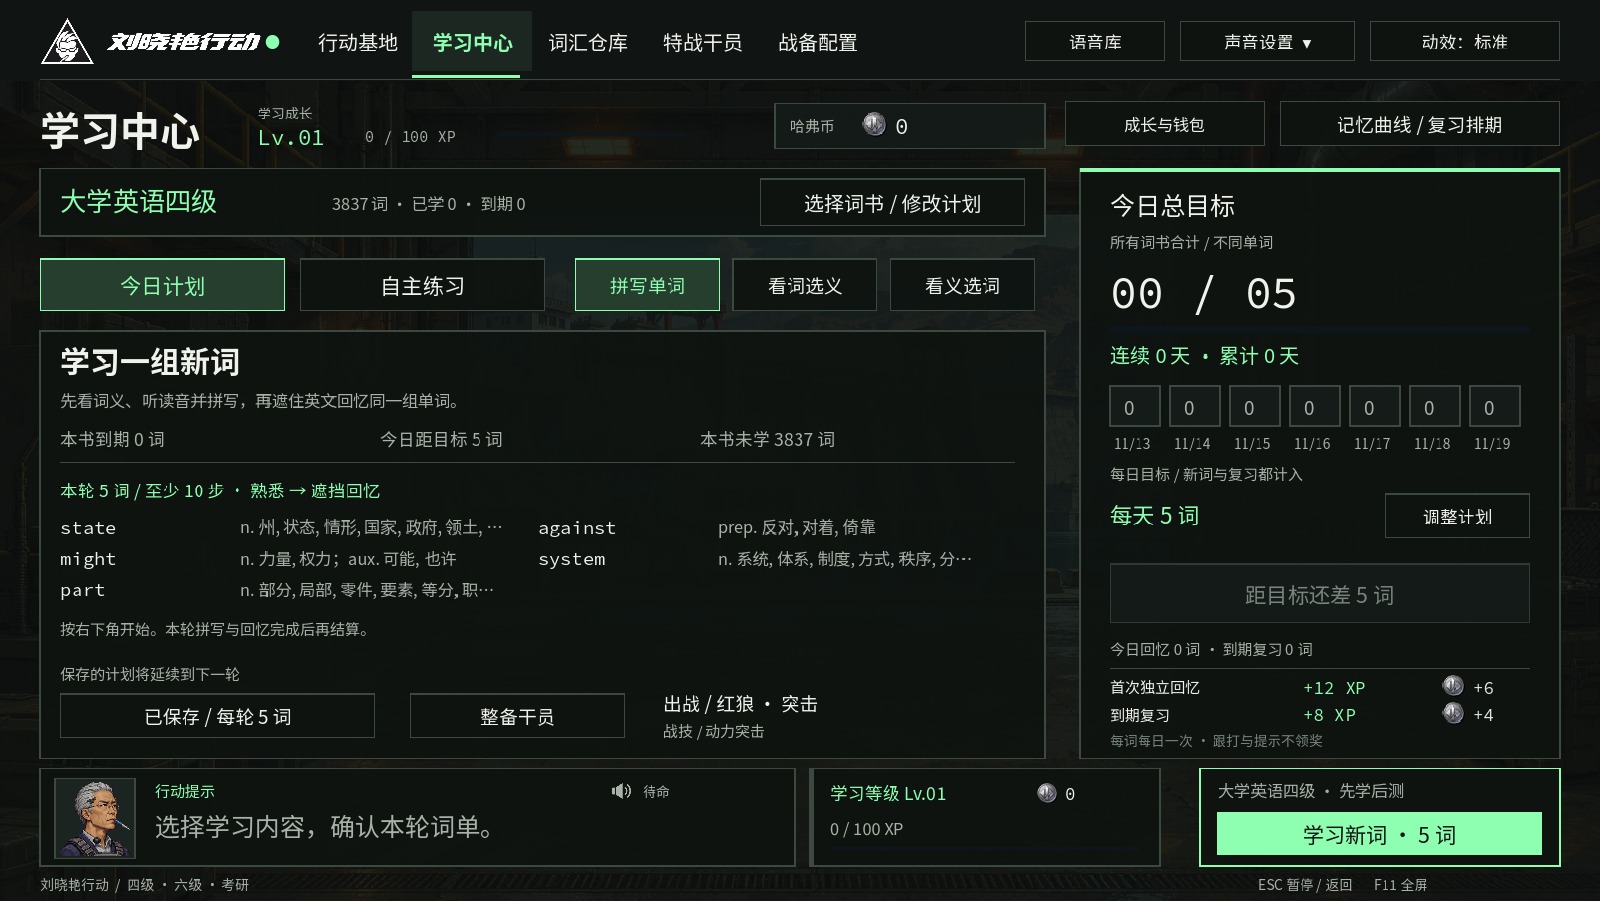 刘晓艳行动 行动基地 学习中心 词汇仓库 特战干员 战备配置 语音库 声音设置 ▼ 动效：标准
学习中心 学习成长 Lv.01 0 / 100 XP 哈弗币 0 成长与钱包 记忆曲线 / 复习排期
大学英语四级 3837 词 · 已学 0 · 到期 0 选择词书 / 修改计划
今日计划 自主练习 拼写单词 看词选义 看义选词
学习一组新词
先看词义、听读音并拼写，再遮住英文回忆同一组单词。
本书到期 0 词 今日距目标 5 词 本书未学 3837 词
本轮 5 词 / 至少 10 步 · 熟悉 → 遮挡回忆
state n. 州, 状态, 情形, 国家, 政府, 领土, … against prep. 反对, 对着, 倚靠
might n. 力量, 权力；aux. 可能, 也许 system n. 系统, 体系, 制度, 方式, 秩序, 分…
part n. 部分, 局部, 零件, 要素, 等分, 职…
按右下角开始。本轮拼写与回忆完成后再结算。
保存的计划将延续到下一轮
已保存 / 每轮 5 词 整备干员 出战 / 红狼 · 突击
战技 / 动力突击
今日总目标
所有词书合计 / 不同单词
00 / 05
连续 0 天 · 累计 0 天
0 0 0 0 0 0 0
11/13 11/14 11/15 11/16 11/17 11/18 11/19
每日目标 / 新词与复习都计入
每天 5 词 调整计划
距目标还差 5 词
今日回忆 0 词 · 到期复习 0 词
首次独立回忆 +12 XP +6
到期复习 +8 XP +4
每词每日一次 · 跟打与提示不领奖
行动提示 待命
选择学习内容，确认本轮词单。
学习等级 Lv.01 0
0 / 100 XP
大学英语四级 · 先学后测
学习新词 · 5 词
刘晓艳行动 / 四级 · 六级 · 考研 ESC 暂停 / 返回 F11 全屏